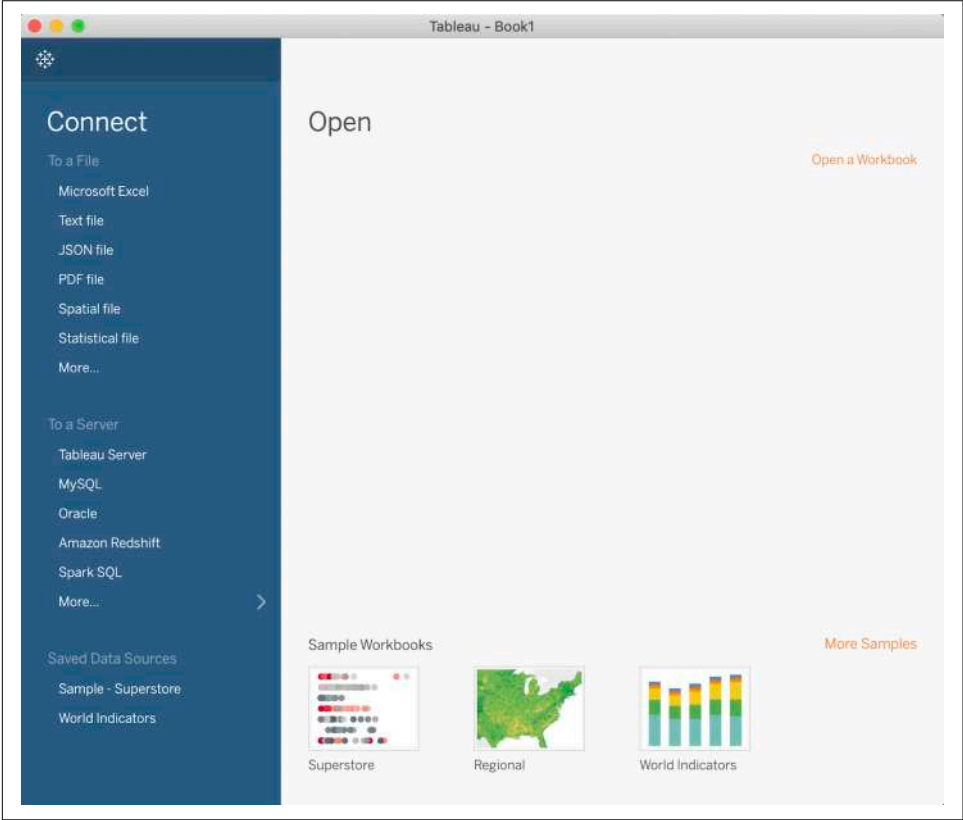 Tableau - Book1
Connect
To a File
Microsoft Excel
Text file
JSON file
PDF file
Spatial file
Statistical file
More...
To a Server
Tableau Server
MySQL
Oracle
Amazon Redshift
Spark SQL
More...
Saved Data Sources
Sample - Superstore
World Indicators
Open
Open a Workbook
Sample Workbooks
More Samples
Superstore
Regional
World Indicators